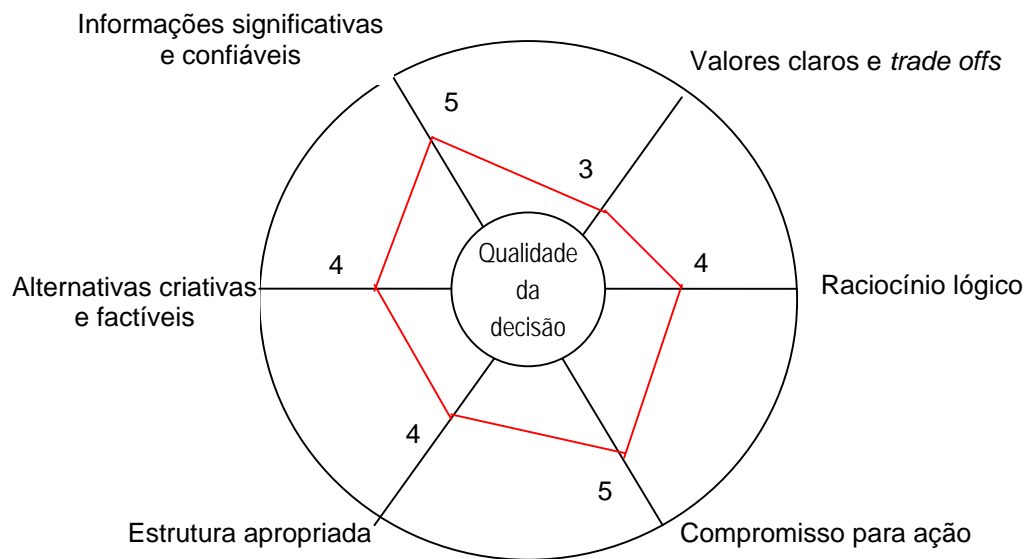 Informações significativas
e confiáveis
Valores claros e trade offs
5
3
Qualidade
da
decisão
4
4
Alternativas criativas
e factíveis
Raciocínio lógico
4
5
Estrutura apropriada
Compromisso para ação